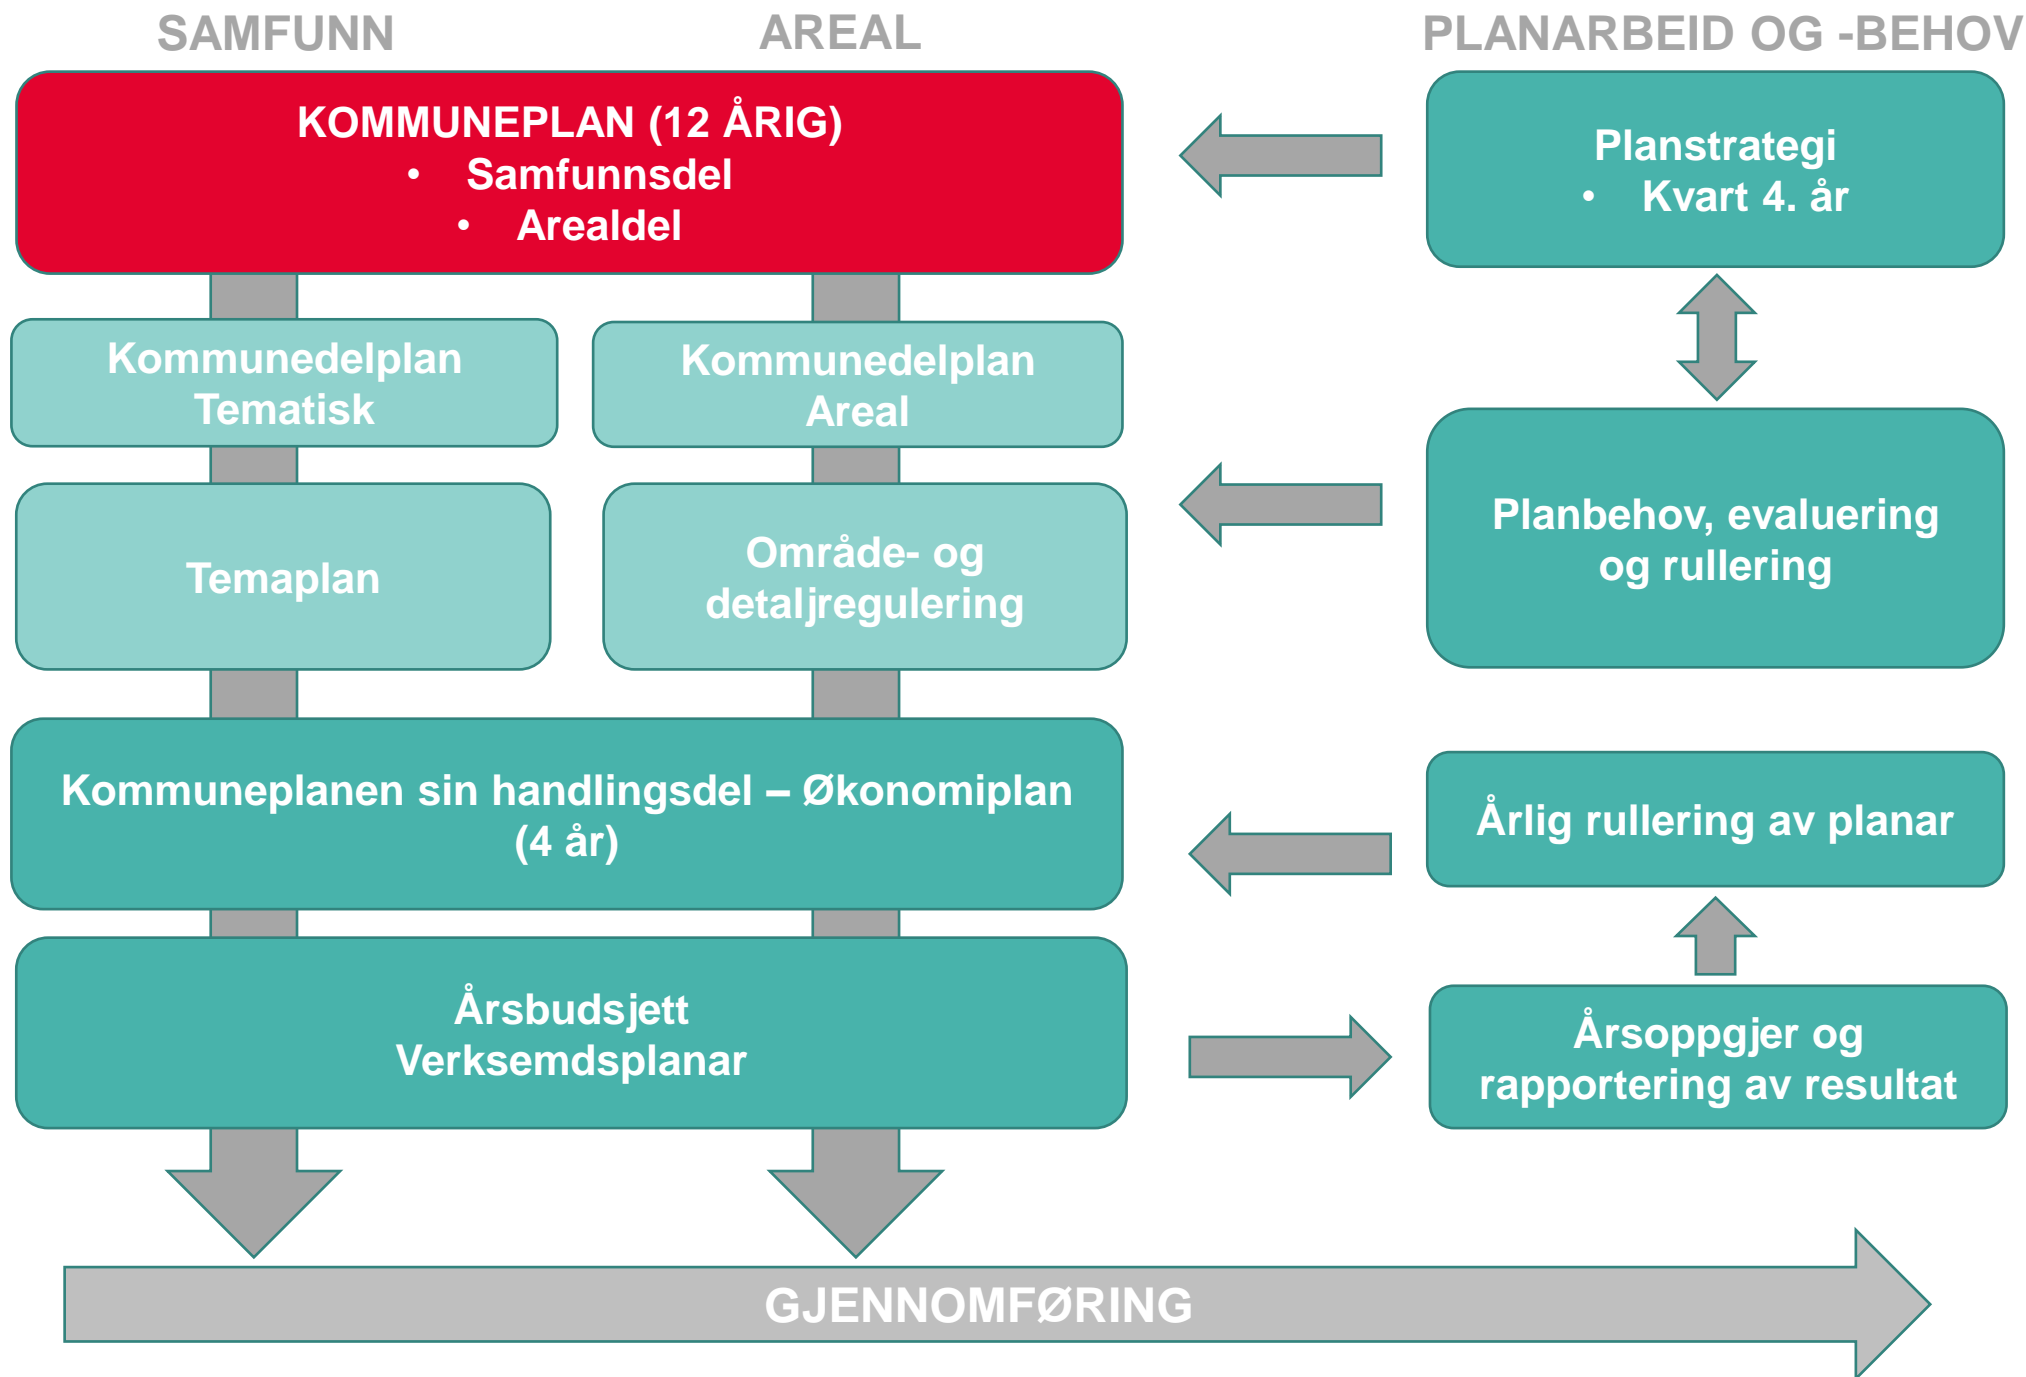 SAMFUNN
AREAL
PLANARBEID OG -BEHOV
KOMMUNEPLAN (12 ÅRIG)
• Samfunnsdel
• Arealdel
Planstrategi
• Kvart 4. år
Kommunedelplan
Tematisk
Kommunedelplan
Areal
Planbehov, evaluering
og rullering
Temaplan
Område- og
detaljregulering
Kommuneplanen sin handlingsdel – Økonomiplan
(4 år)
Årlig rullering av planar
Årsbudsjett
Verksemdsplanar
Årsoppgjer og
rapportering av resultat
GJENNOMFØRING